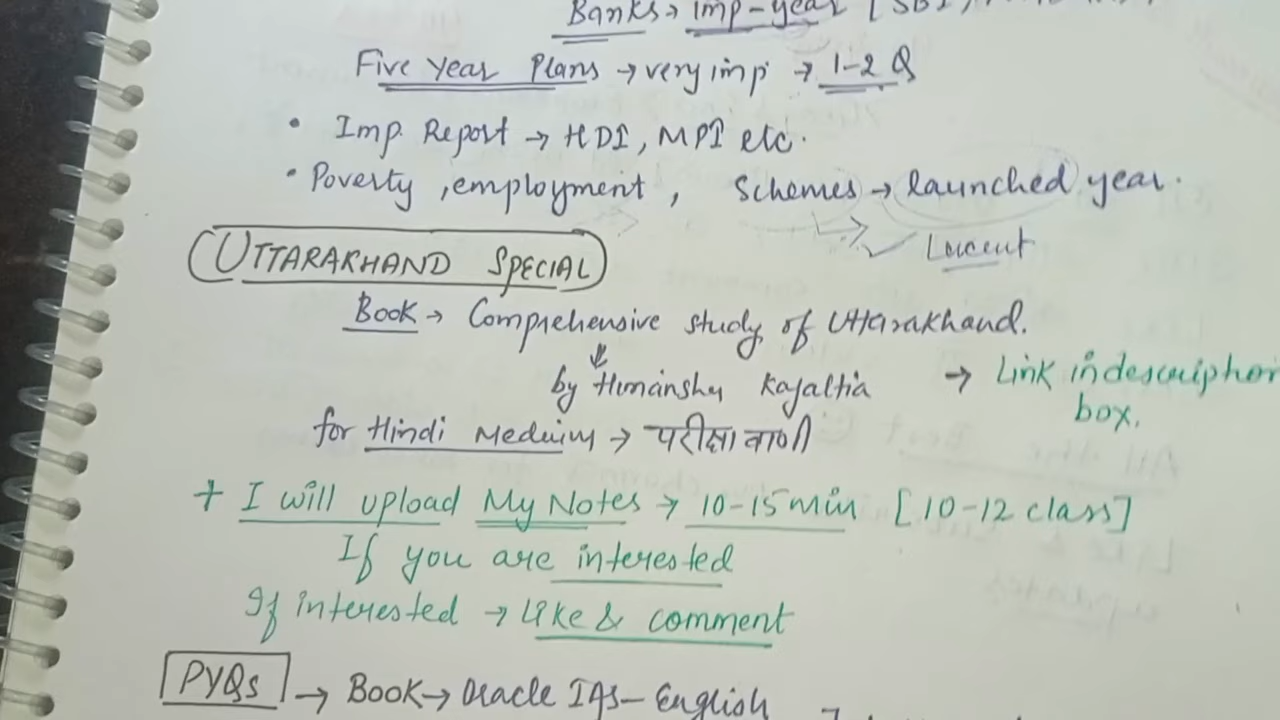 Banks → imp-year [SBI,
Five Year Plans → very imp → 1-2 Q
• Imp. Report → HDI, MPI etc.
• Poverty, employment, Schemes → launched year.
→ ✓ Lucent
UTTARAKHAND SPECIAL
Book → Comprehensive study of Uttarakhand.
by Himanshu Kafaltia → Link in description box.
for Hindi Medium → परीक्षा वाणी
+ I will upload My Notes → 10-15 min [10-12 class]
If you are interested
If interested → Like & comment
PYQs → Book → Oracle IAS – English